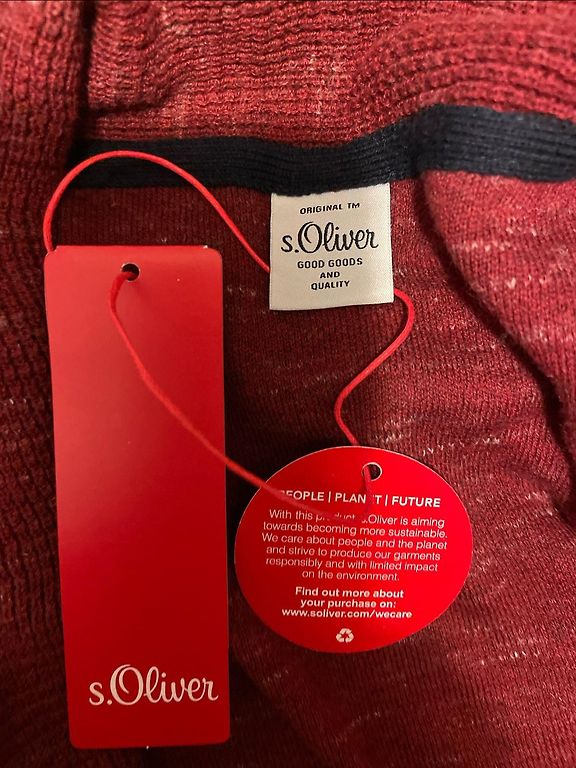 ORIGINAL TM
s.Oliver
GOOD GOODS
AND
QUALITY
PEOPLE | PLANET | FUTURE
With this product, s.Oliver is aiming
towards becoming more sustainable.
We care about people and the planet
and strive to produce our garments
responsibly and with limited impact
on the environment.
Find out more about
your purchase on:
www.soliver.com/wecare
s.Oliver